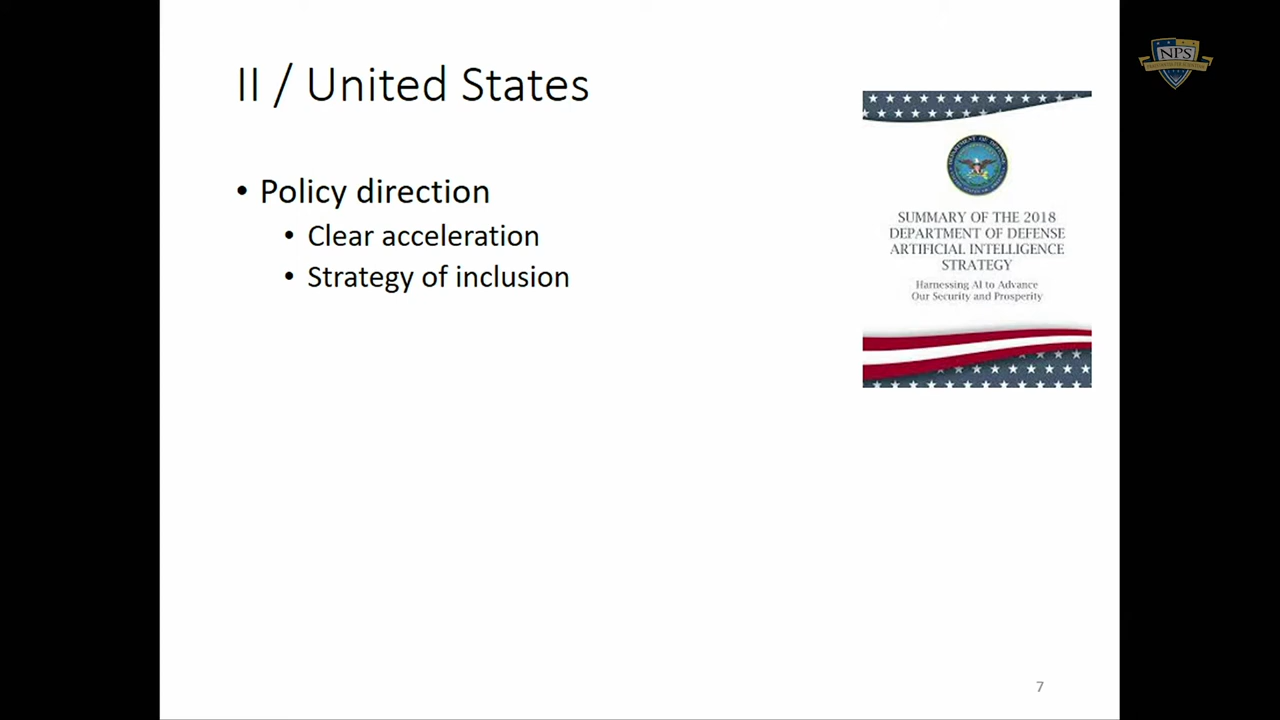 II / United States
• Policy direction
• Clear acceleration
• Strategy of inclusion
SUMMARY OF THE 2018
DEPARTMENT OF DEFENSE
ARTIFICIAL INTELLIGENCE
STRATEGY
Harnessing AI to Advance
Our Security and Prosperity
NPS
7